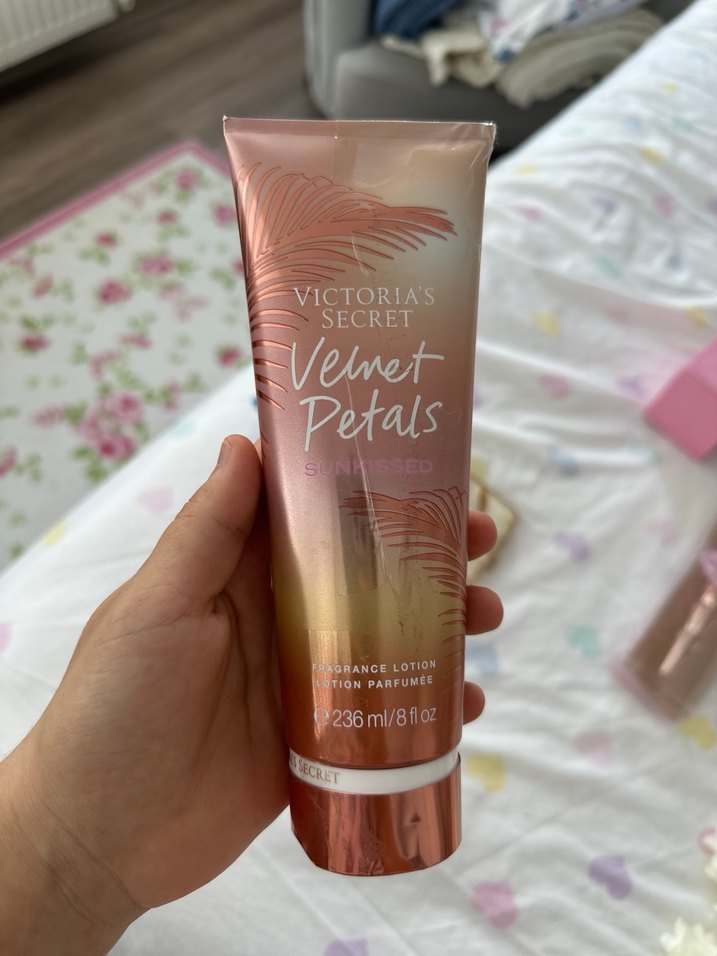 VICTORIA'S
SECRET
Velvet
Petals
SUNKISSED
FRAGRANCE LOTION
LOTION PARFUMÉE
℮ 236 ml/8 fl oz
SECRET